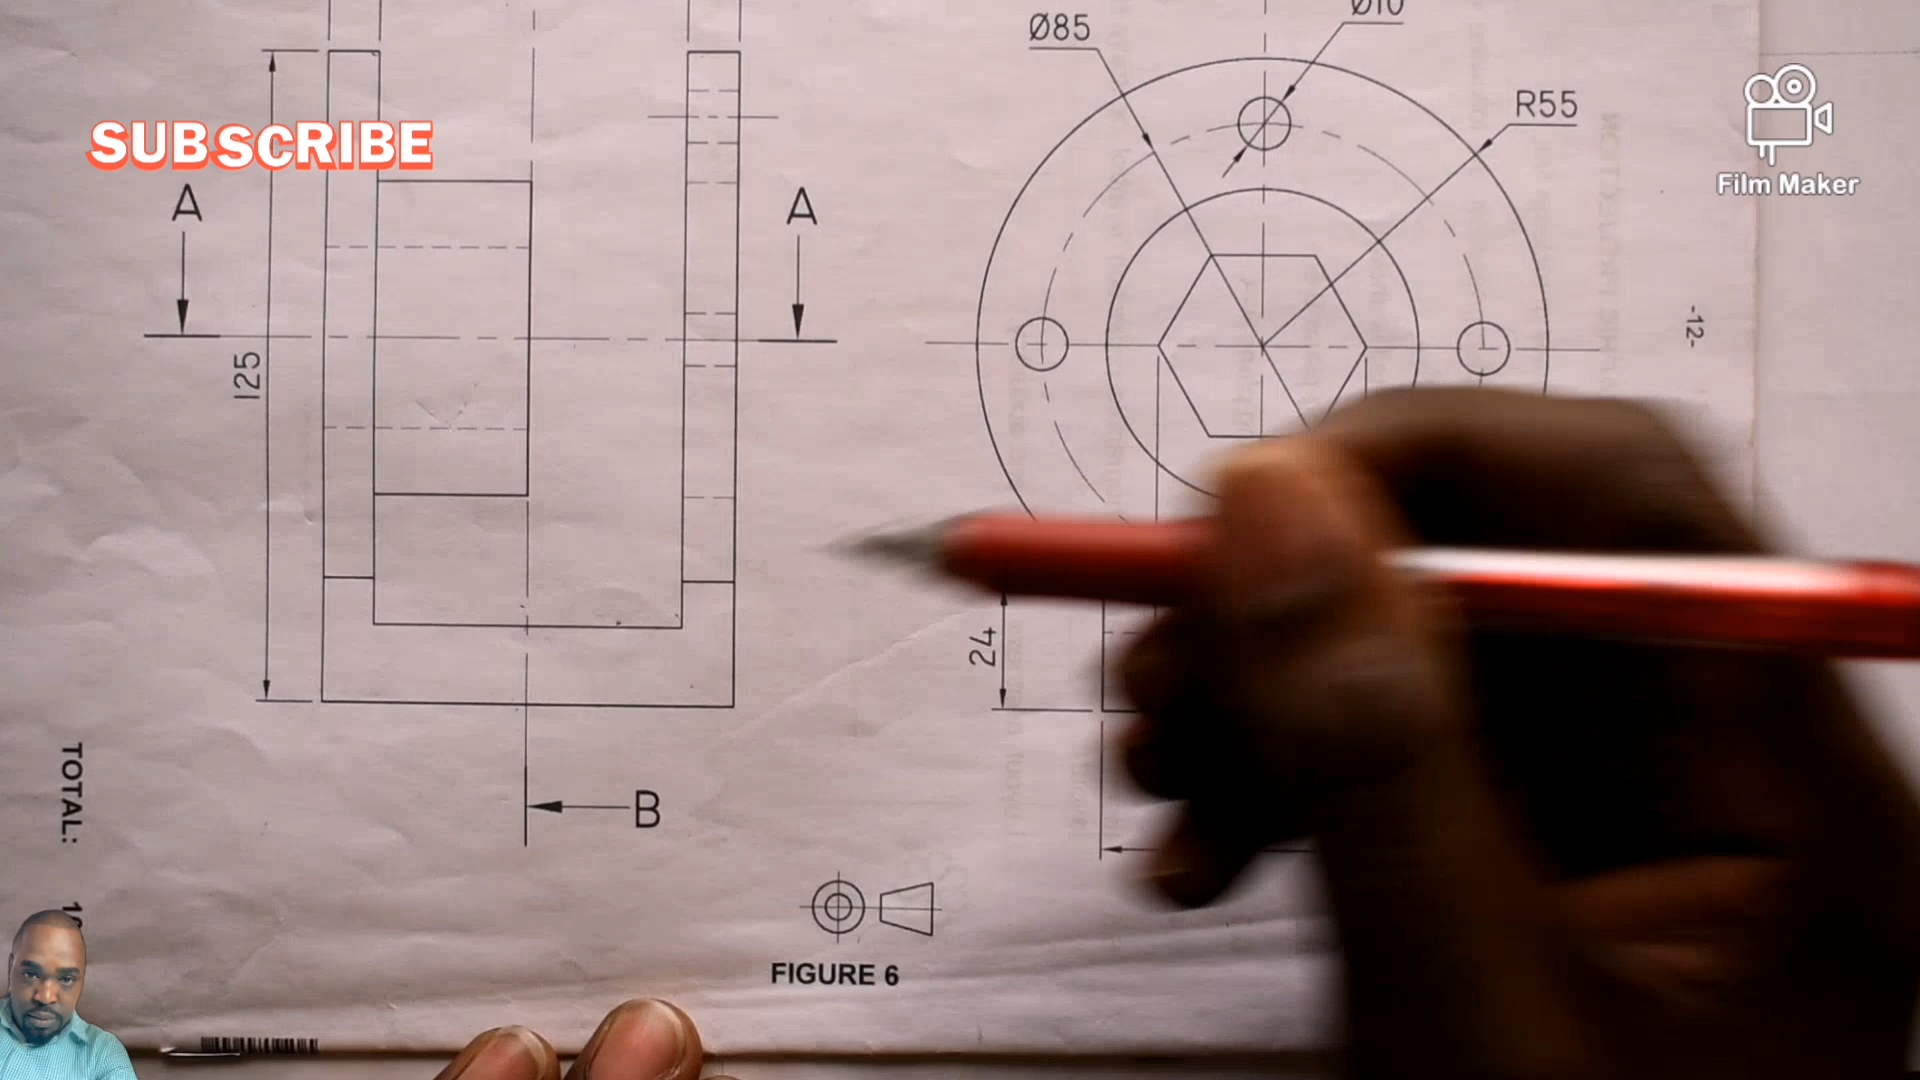 Ø85
Ø10
R55
SUBSCRIBE
Film Maker
A
A
125
-12-
24
B
TOTAL:
FIGURE 6